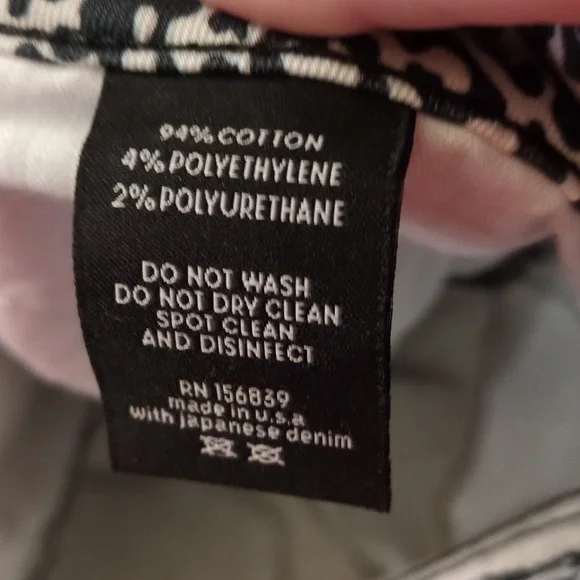 94% COTTON
4% POLYETHYLENE
2% POLYURETHANE
DO NOT WASH
DO NOT DRY CLEAN
SPOT CLEAN
AND DISINFECT
RN 156839
made in u.s.a
with japanese denim